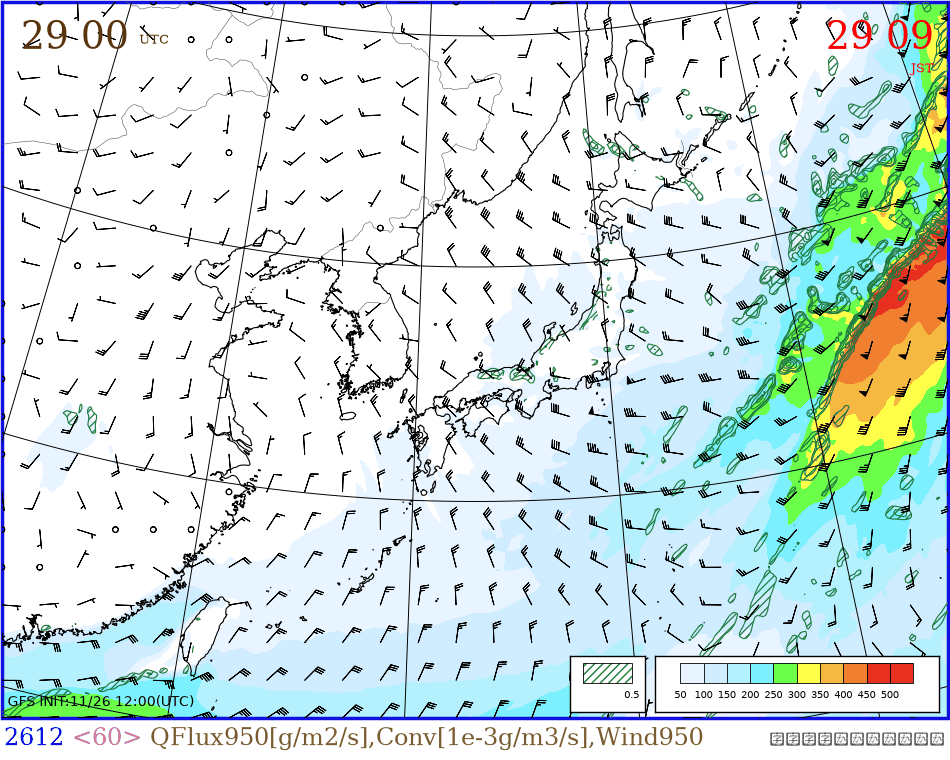 29 00 UTC
29 09
JST
0.5
50 100 150 200 250 300 350 400 450 500
GFS INIT:11/26 12:00(UTC)
2612 <60> QFlux950[g/m2/s],Conv[1e-3g/m3/s],Wind950